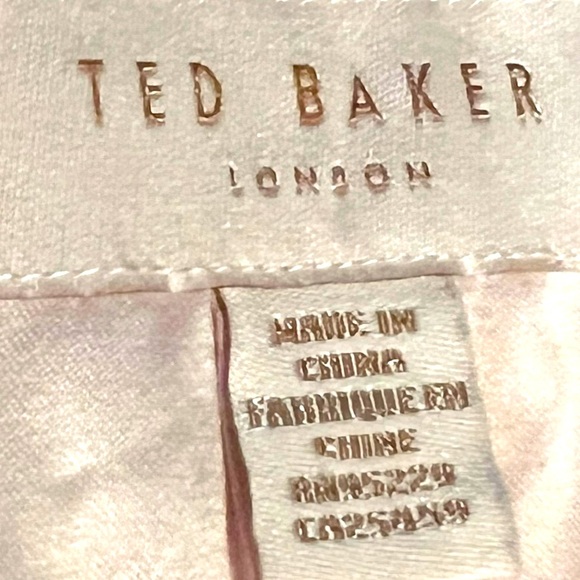 TED BAKER
LONDON
MADE IN
CHINA
FABRIQUE EN
CHINE